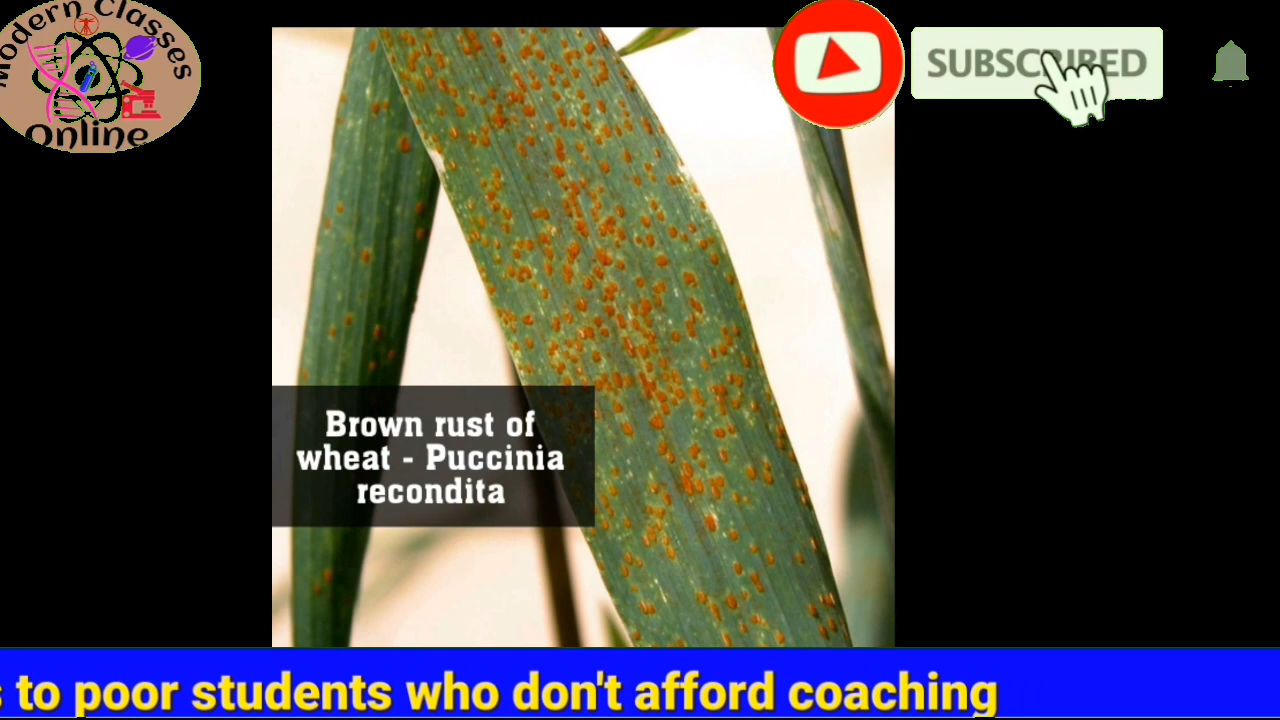 Modern Classes
Online
SUBSCRIBED
Brown rust of
wheat - Puccinia
recondita
to poor students who don't afford coaching